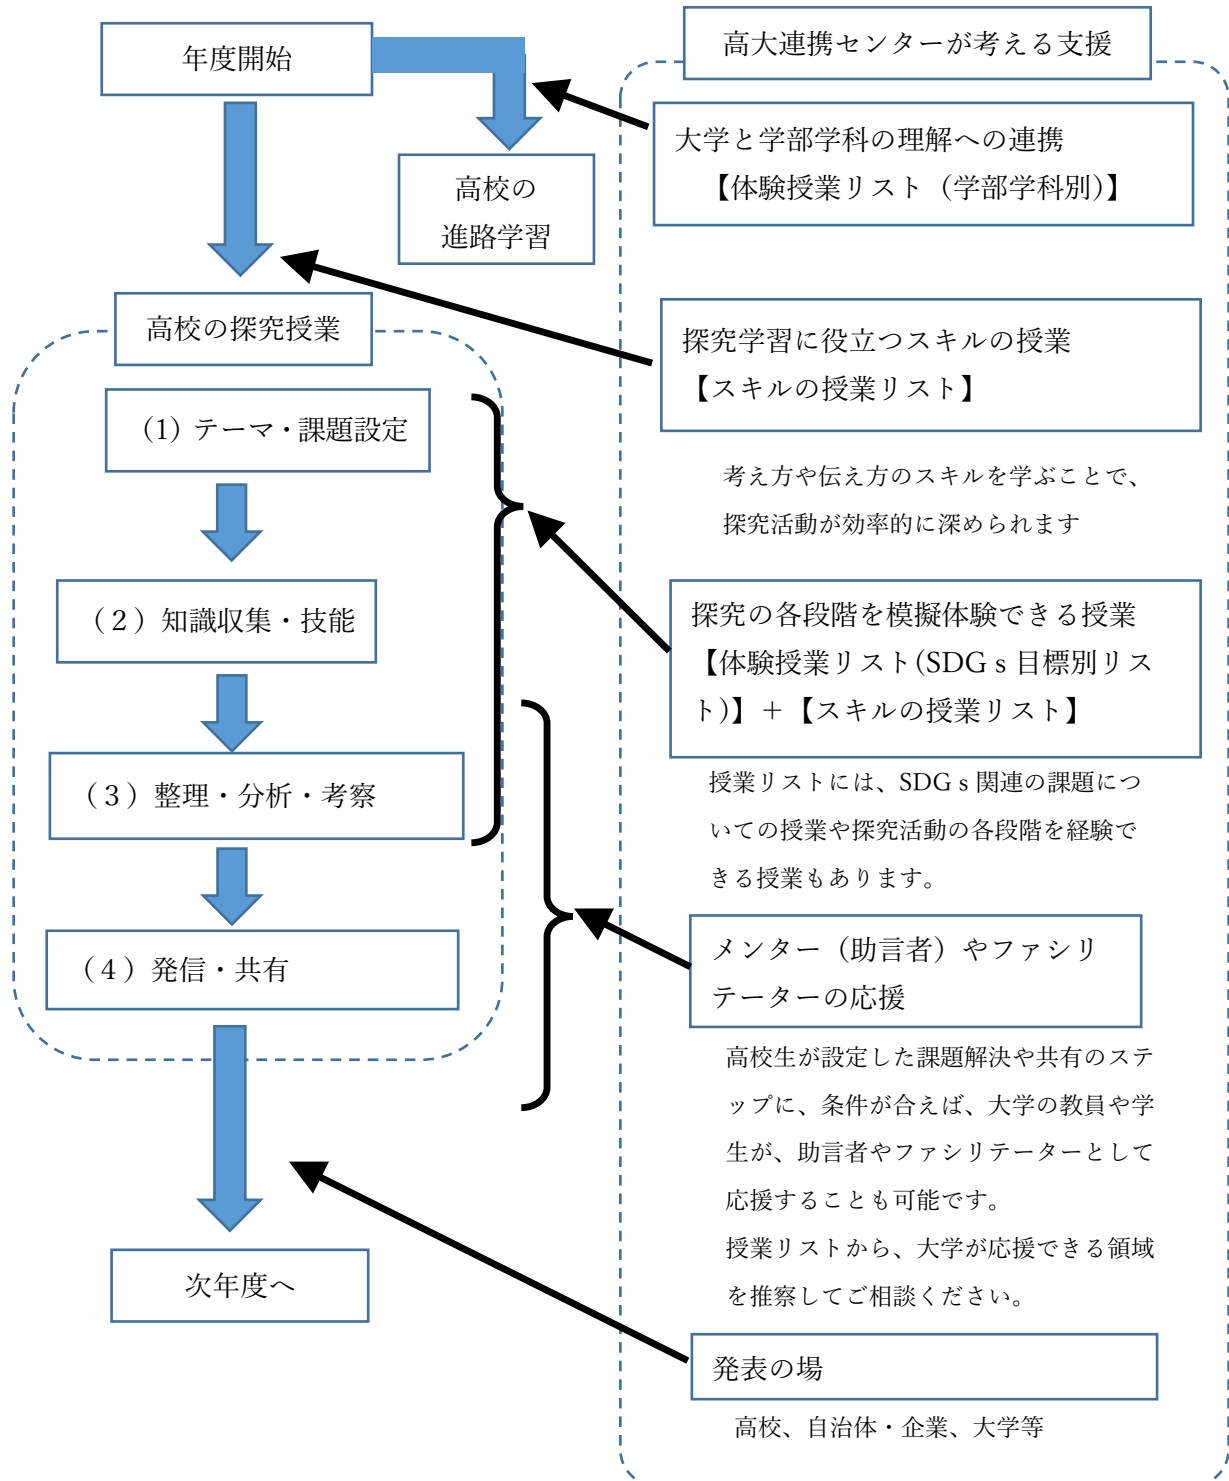 年度開始
高校の
進路学習
高校の探究授業
（1）テーマ・課題設定
（２）知識収集・技能
（３）整理・分析・考察
（４）発信・共有
次年度へ
高大連携センターが考える支援
大学と学部学科の理解への連携
【体験授業リスト（学部学科別）】
探究学習に役立つスキルの授業
【スキルの授業リスト】
考え方や伝え方のスキルを学ぶことで、
探究活動が効率的に深められます
探究の各段階を模擬体験できる授業
【体験授業リスト(SDGｓ目標別リス
ト)】＋【スキルの授業リスト】
授業リストには、SDGｓ関連の課題につ
いての授業や探究活動の各段階を経験で
きる授業もあります。
メンター（助言者）やファシリ
テーターの応援
高校生が設定した課題解決や共有のステ
ップに、条件が合えば、大学の教員や学
生が、助言者やファシリテーターとして
応援することも可能です。
授業リストから、大学が応援できる領域
を推察してご相談ください。
発表の場
高校、自治体・企業、大学等